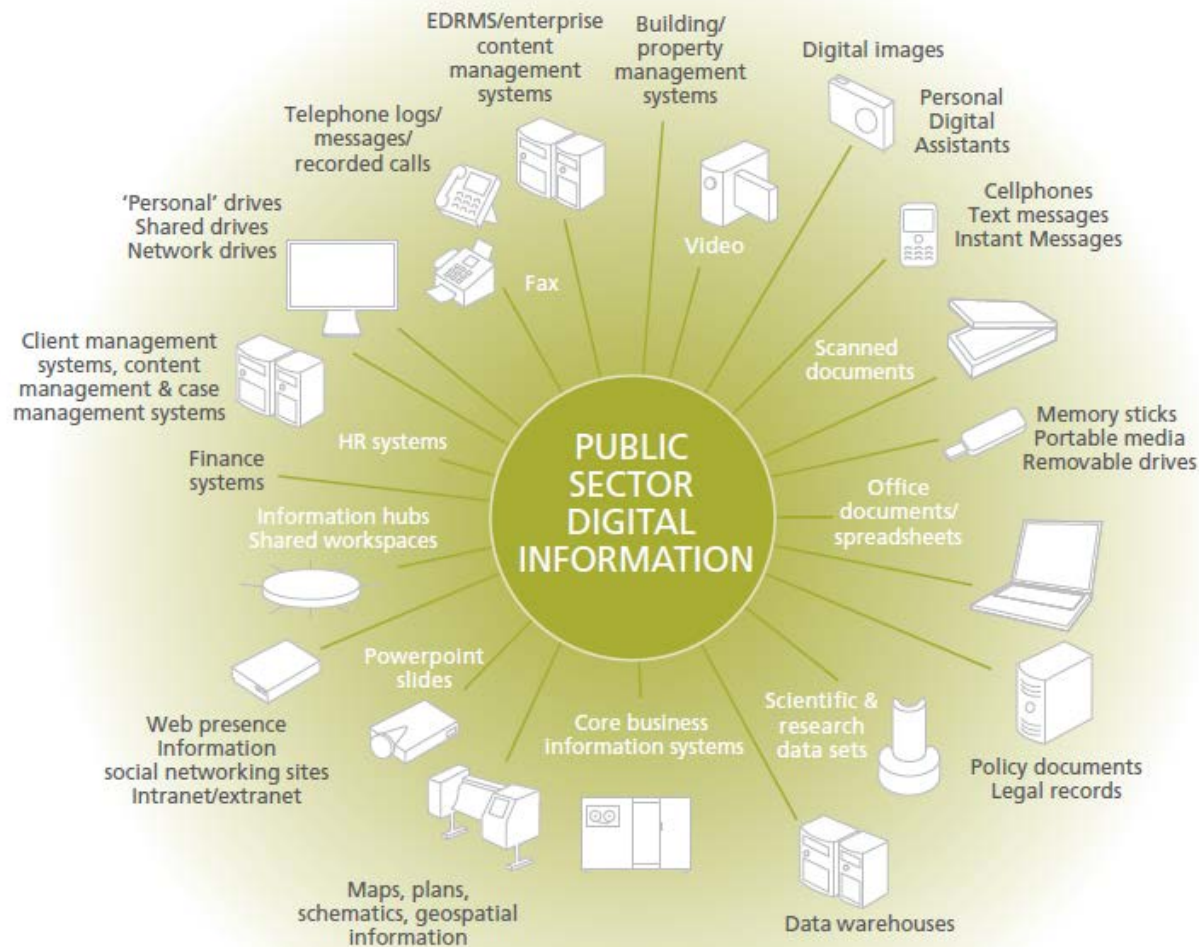 EDRMS/enterprise
content
management
systems
Building/
property
management
systems
Digital images
Personal
Digital
Assistants
Telephone logs/
messages/
recorded calls
Cellphones
Text messages
Instant Messages
'Personal' drives
Shared drives
Network drives
Video
Fax
Client management
systems, content
management & case
management systems
Scanned
documents
HR systems
Memory sticks
Portable media
Removable drives
Finance
systems
PUBLIC
SECTOR
DIGITAL
INFORMATION
Office
documents/
spreadsheets
Information hubs
Shared workspaces
Powerpoint
slides
Core business
information systems
Scientific &
research
data sets
Web presence
Information
social networking sites
Intranet/extranet
Policy documents
Legal records
Maps, plans,
schematics, geospatial
information
Data warehouses